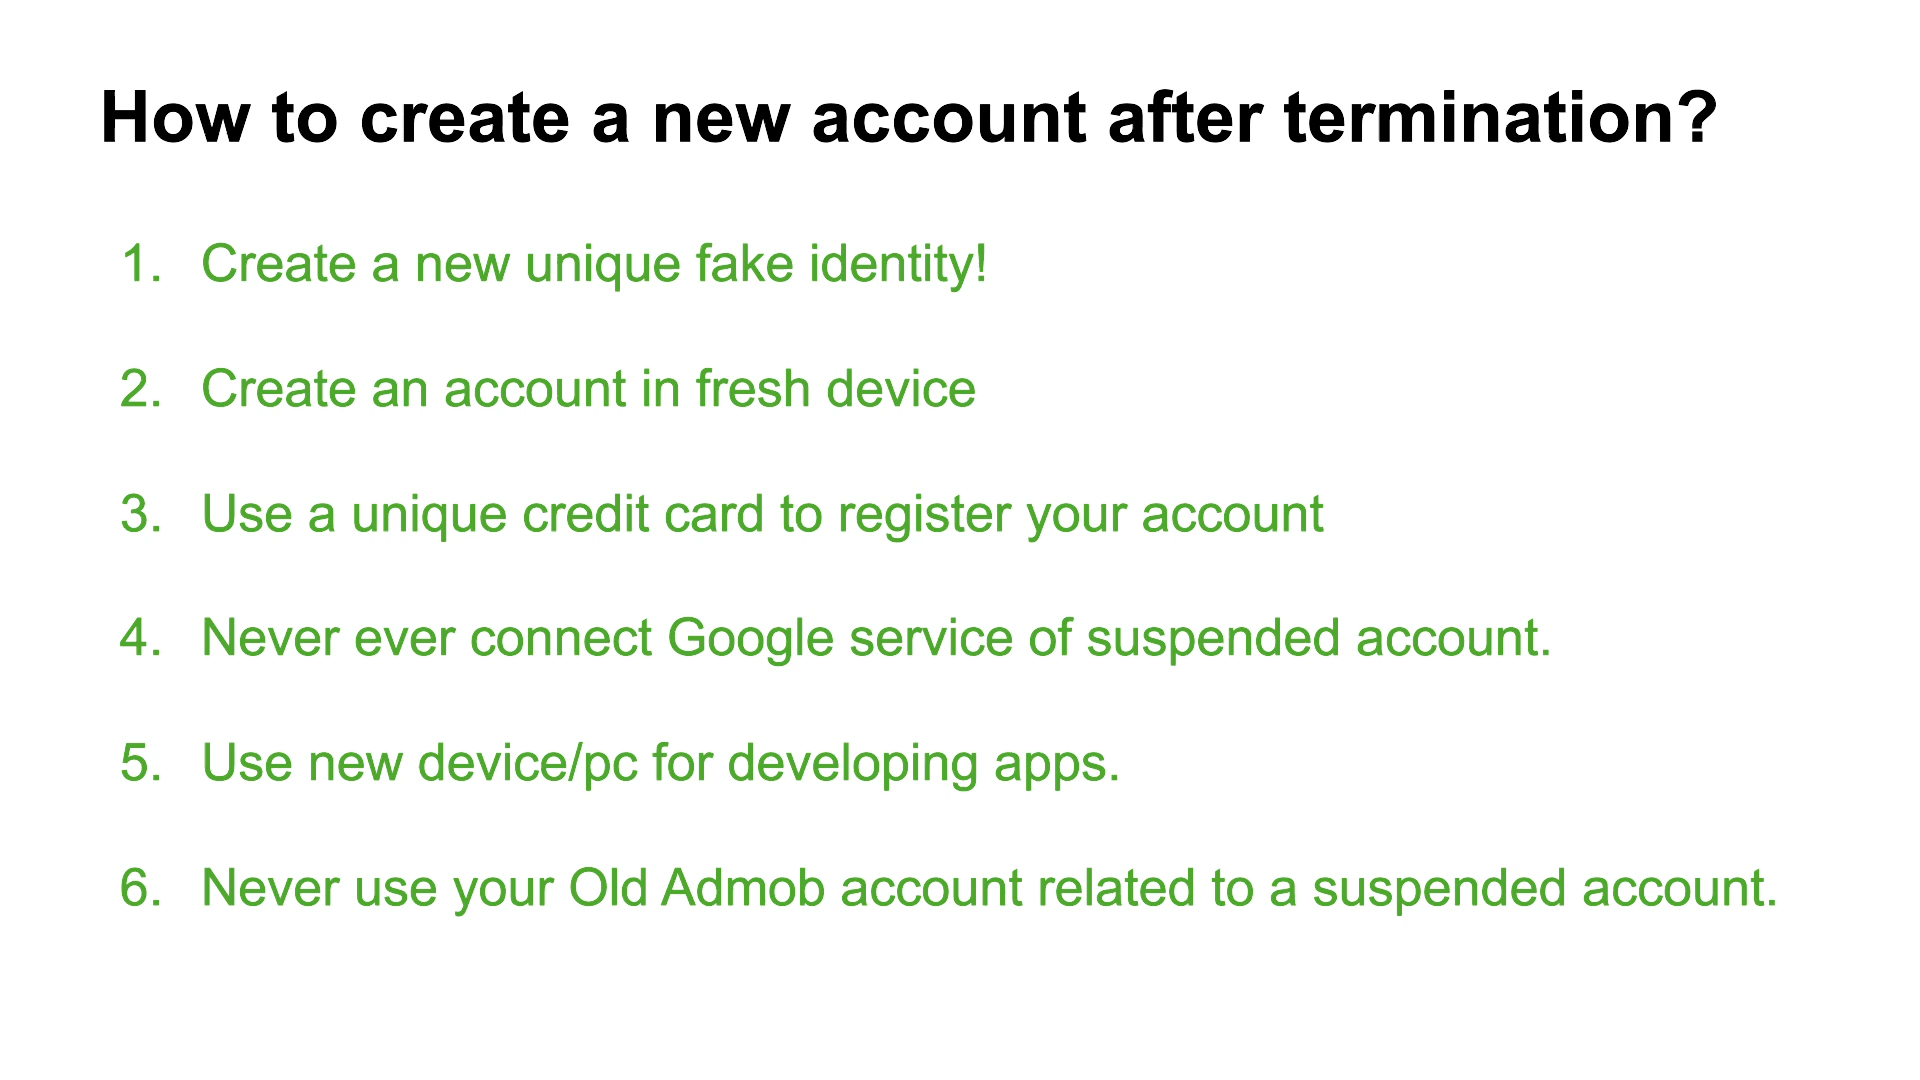 How to create a new account after termination?
1. Create a new unique fake identity!
2. Create an account in fresh device
3. Use a unique credit card to register your account
4. Never ever connect Google service of suspended account.
5. Use new device/pc for developing apps.
6. Never use your Old Admob account related to a suspended account.